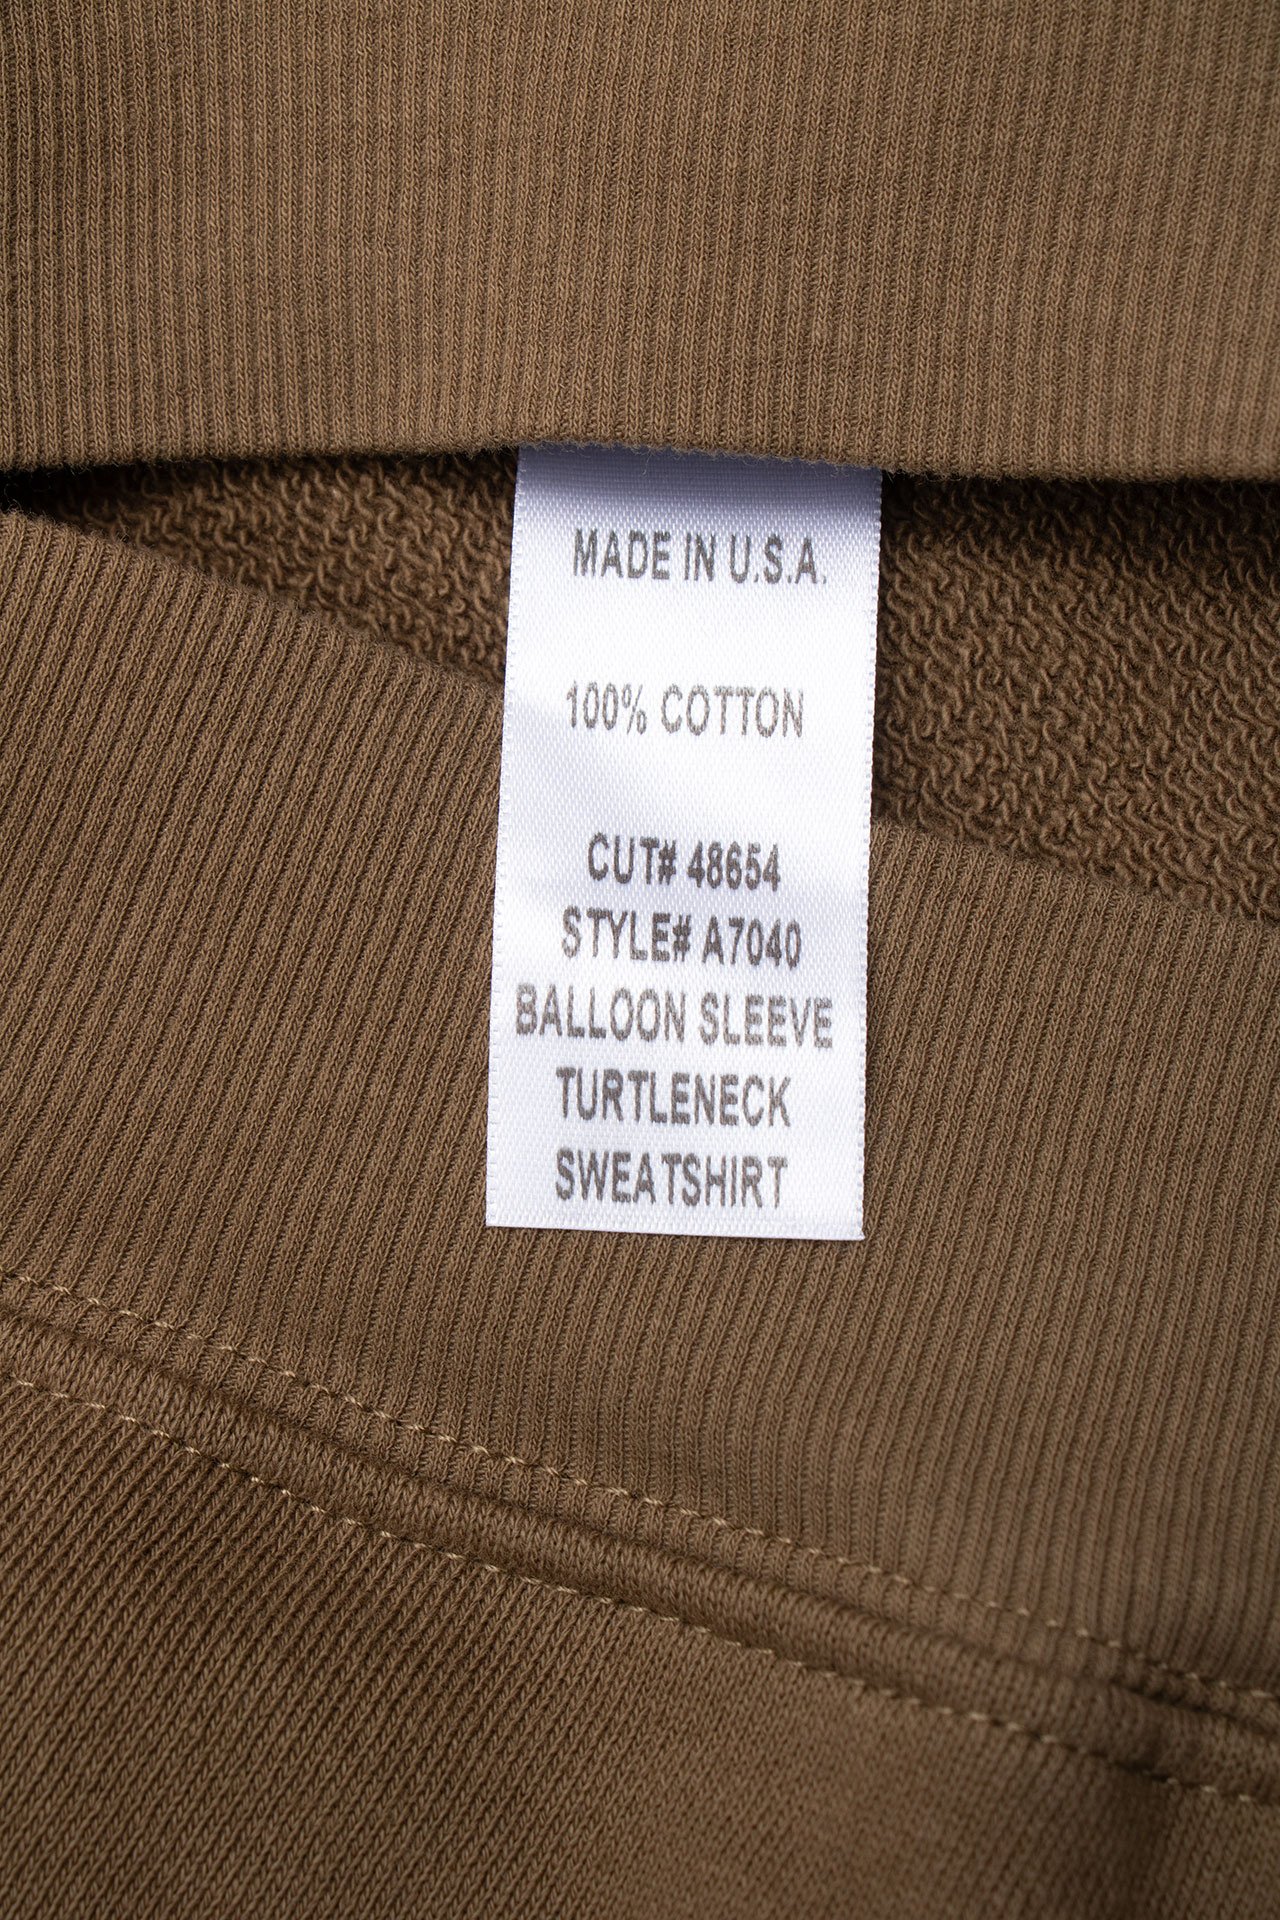 MADE IN U.S.A.
100% COTTON
CUT# 48654
STYLE# A7040
BALLOON SLEEVE
TURTLENECK
SWEATSHIRT